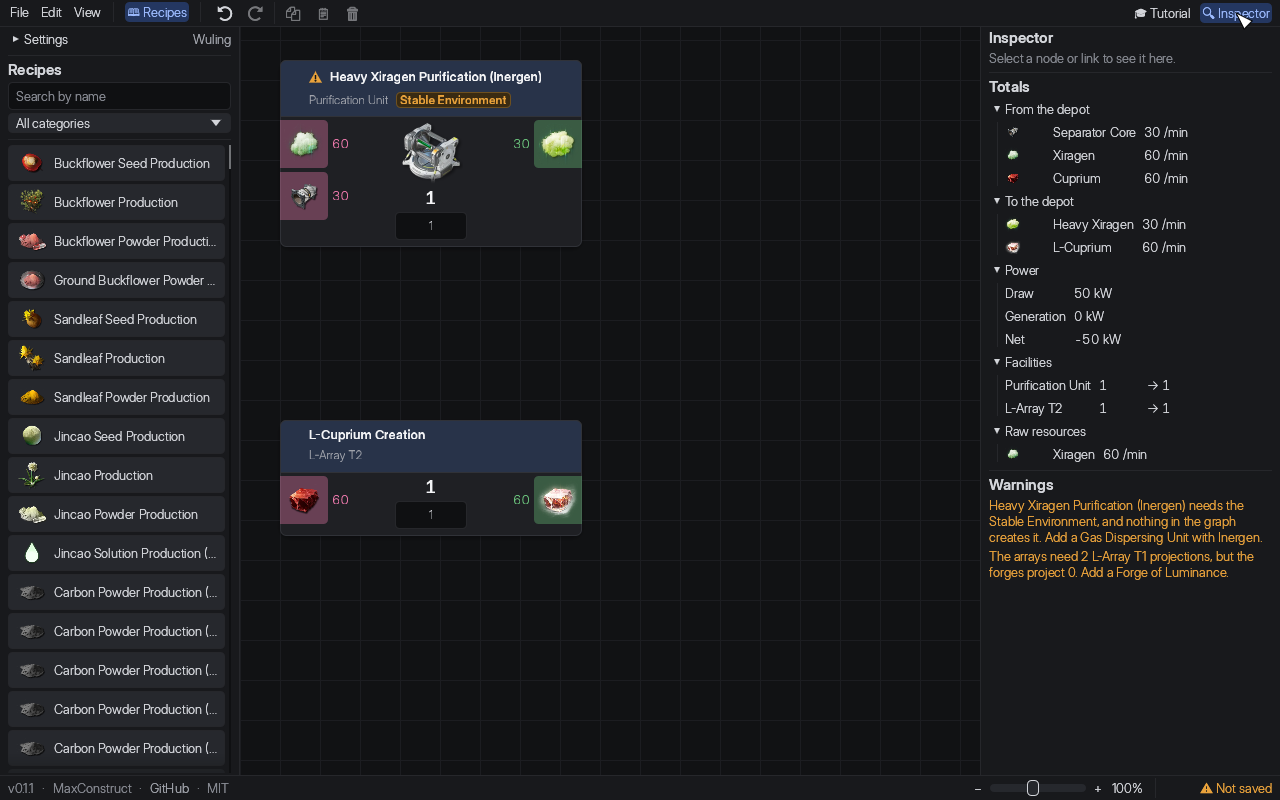 File Edit View Recipes Tutorial Inspector
Settings Wuling
Recipes
Search by name
All categories
Buckflower Seed Production
Buckflower Production
Buckflower Powder Producti...
Ground Buckflower Powder ...
Sandleaf Seed Production
Sandleaf Production
Sandleaf Powder Production
Jincao Seed Production
Jincao Production
Jincao Powder Production
Jincao Solution Production (...
Carbon Powder Production (...
Carbon Powder Production (...
Carbon Powder Production (...
Carbon Powder Production (...
Carbon Powder Production (...
Heavy Xiragen Purification (Inergen)
Purification Unit Stable Environment
60 30
30 1
1
L-Cuprium Creation
L-Array T2
60 1 60
1
Inspector
Select a node or link to see it here.
Totals
From the depot
Separator Core 30 /min
Xiragen 60 /min
Cuprium 60 /min
To the depot
Heavy Xiragen 30 /min
L-Cuprium 60 /min
Power
Draw 50 kW
Generation 0 kW
Net -50 kW
Facilities
Purification Unit 1 → 1
L-Array T2 1 → 1
Raw resources
Xiragen 60 /min
Warnings
Heavy Xiragen Purification (Inergen) needs the
Stable Environment, and nothing in the graph
creates it. Add a Gas Dispersing Unit with Inergen.
The arrays need 2 L-Array T1 projections, but the
forges project 0. Add a Forge of Luminance.
v0.1.1 · MaxConstruct · GitHub · MIT − + 100% Not saved